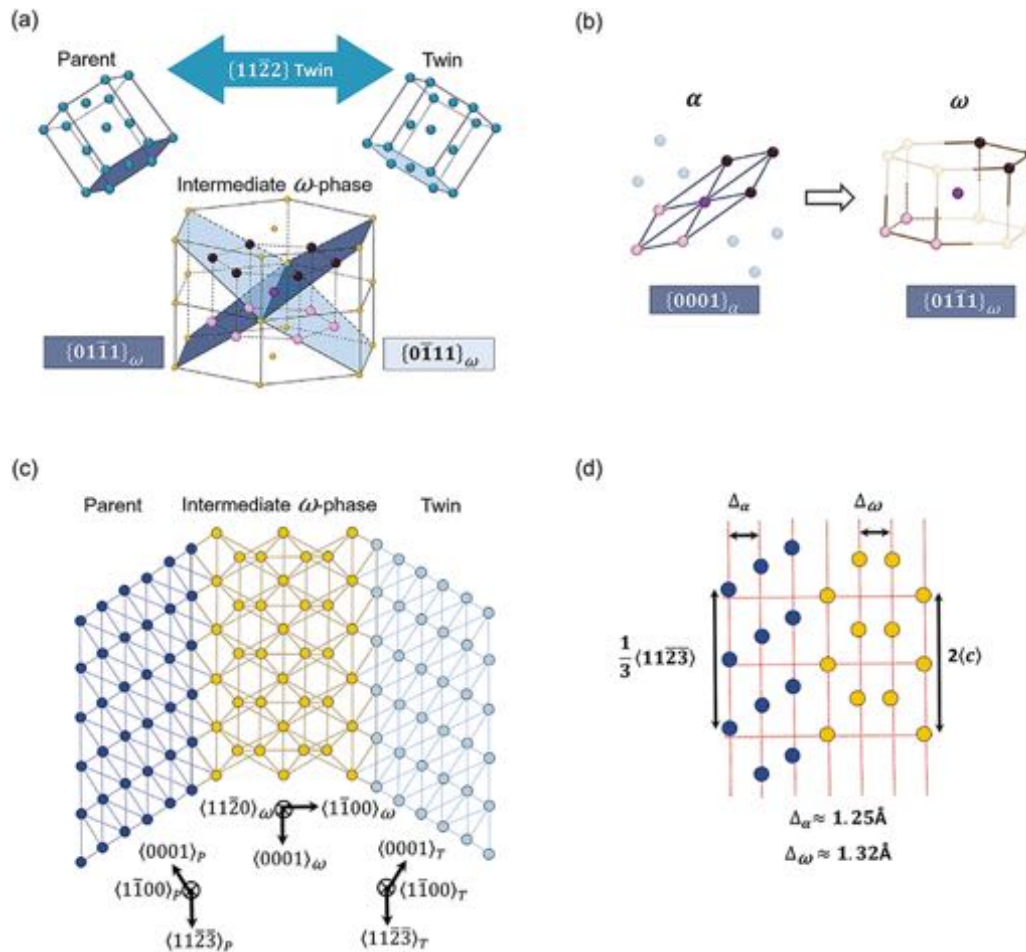 (a)
Parent
{112̄2} Twin
Twin
Intermediate ω-phase
{011̄1}ω
{01̄11}ω
(b)
α
ω
{0001}α
{011̄1}ω
(c)
Parent
Intermediate ω-phase
Twin
⟨112̄0⟩ω
⟨11̄00⟩ω
⟨0001⟩ω
⟨0001⟩P
⟨11̄00⟩P
⟨112̄3̄⟩P
⟨0001⟩T
⟨11̄00⟩T
⟨112̄3̄⟩T
(d)
Δα
Δω
1/3⟨112̄3̄⟩
2⟨c⟩
Δα ≈ 1.25Å
Δω ≈ 1.32Å